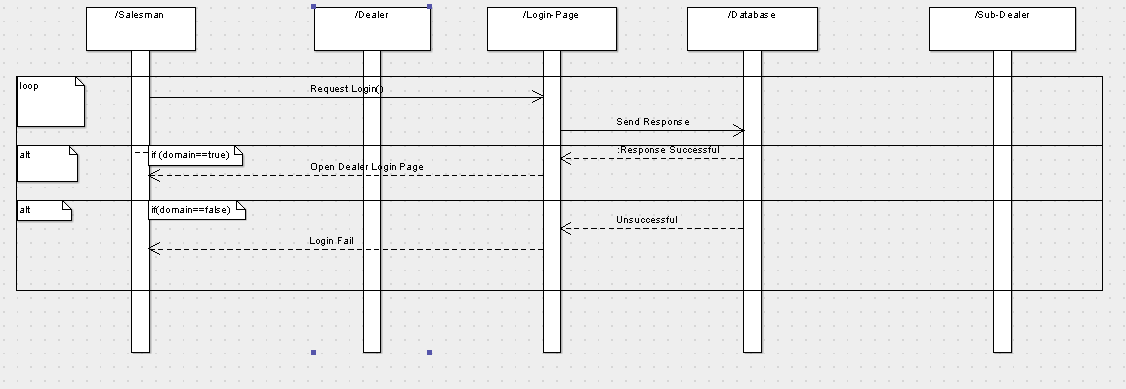 /Salesman
/Dealer
/Login-Page
/Database
/Sub-Dealer
loop
Request Login()
Send Response
alt
if (domain==true)
:Response Successful
Open Dealer Login Page
alt
if(domain==false)
Unsuccessful
Login Fail